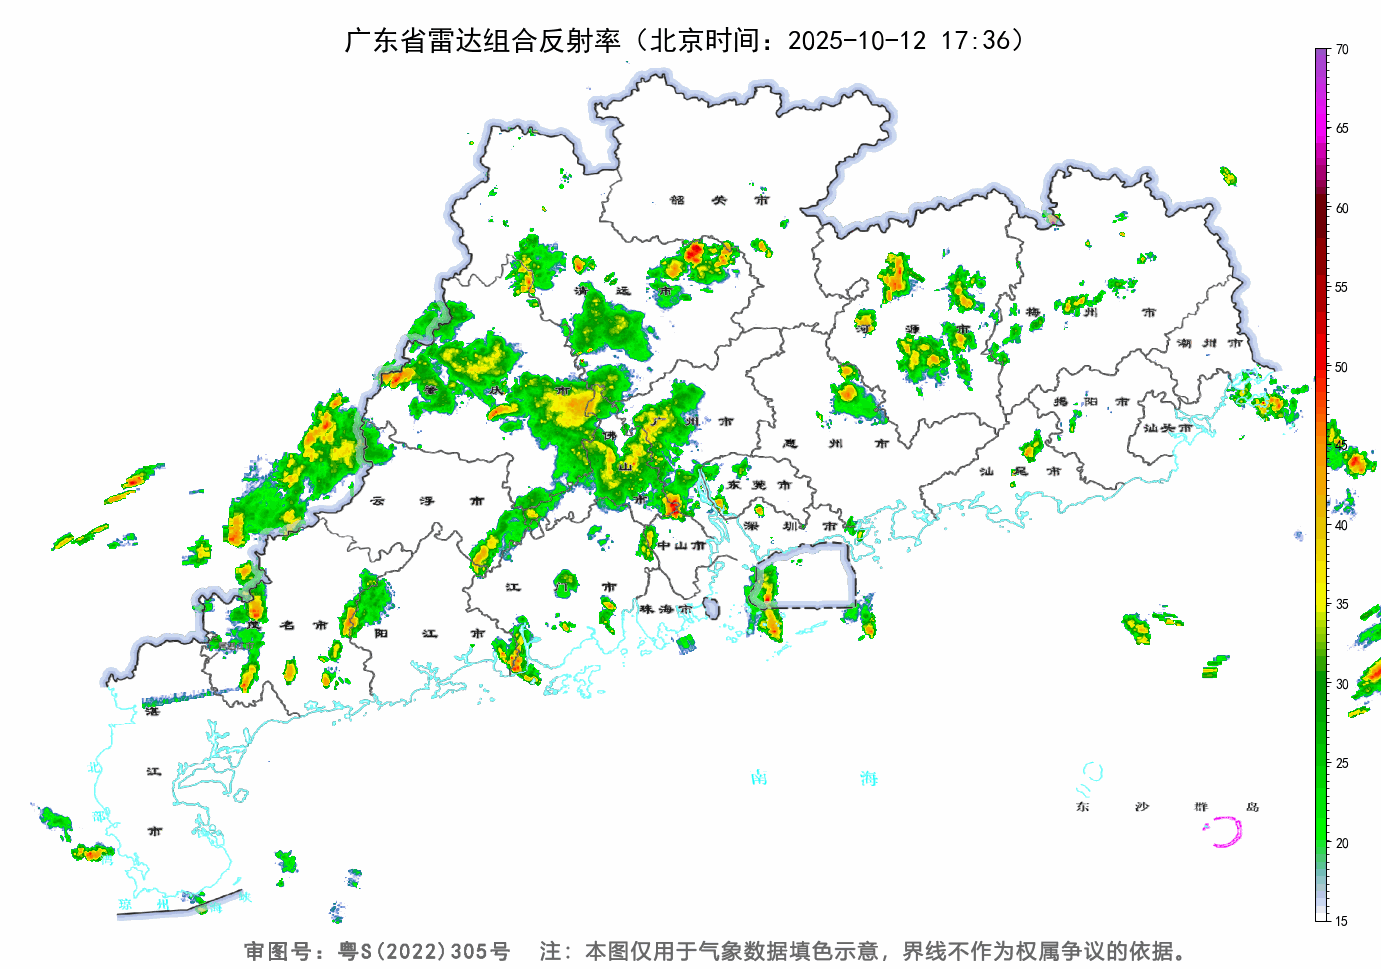 广东省雷达组合反射率（北京时间：2025-10-12 17:36）
70
65
60
55
50
45
40
35
30
25
20
15
韶关市
清远市
梅州市
河源市
潮州市
肇庆市
揭阳市
广州市
汕头市
佛山市
惠州市
汕尾市
东莞市
云浮市
深圳市
中山市
江门市
珠海市
茂名市
阳江市
湛江市
南海
东沙群岛
北部湾
琼州海峡
审图号：粤S(2022)305号 注：本图仅用于气象数据填色示意，界线不作为权属争议的依据。